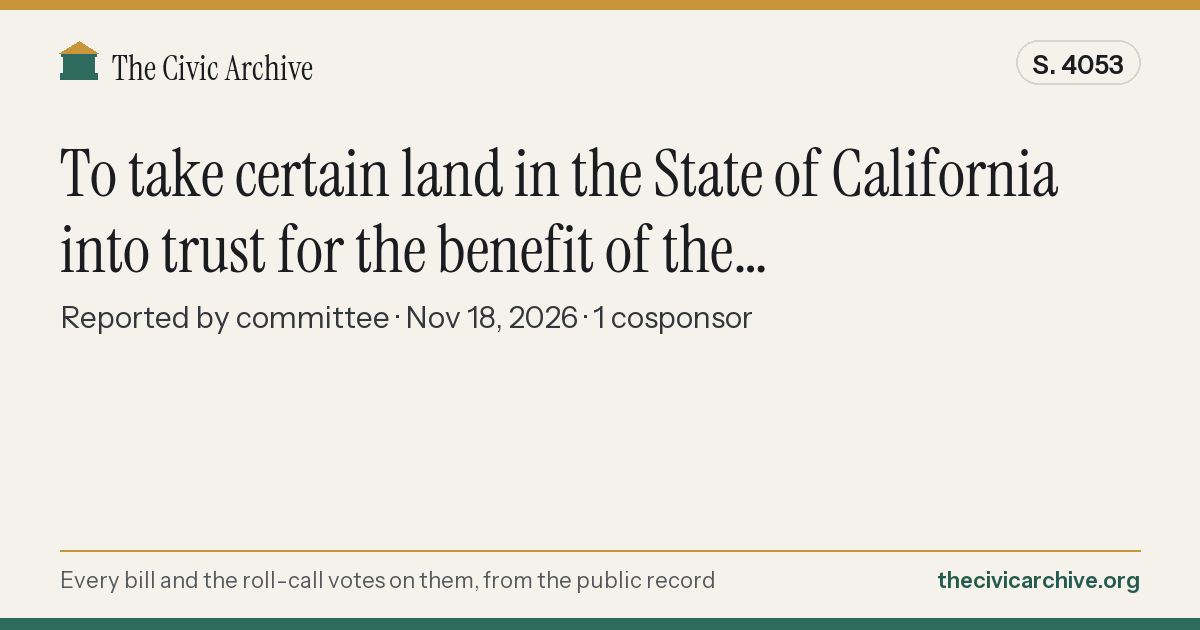 The Civic Archive
S. 4053
To take certain land in the State of California
into trust for the benefit of the...
Reported by committee · Nov 18, 2026 · 1 cosponsor
Every bill and the roll-call votes on them, from the public record
thecivicarchive.org